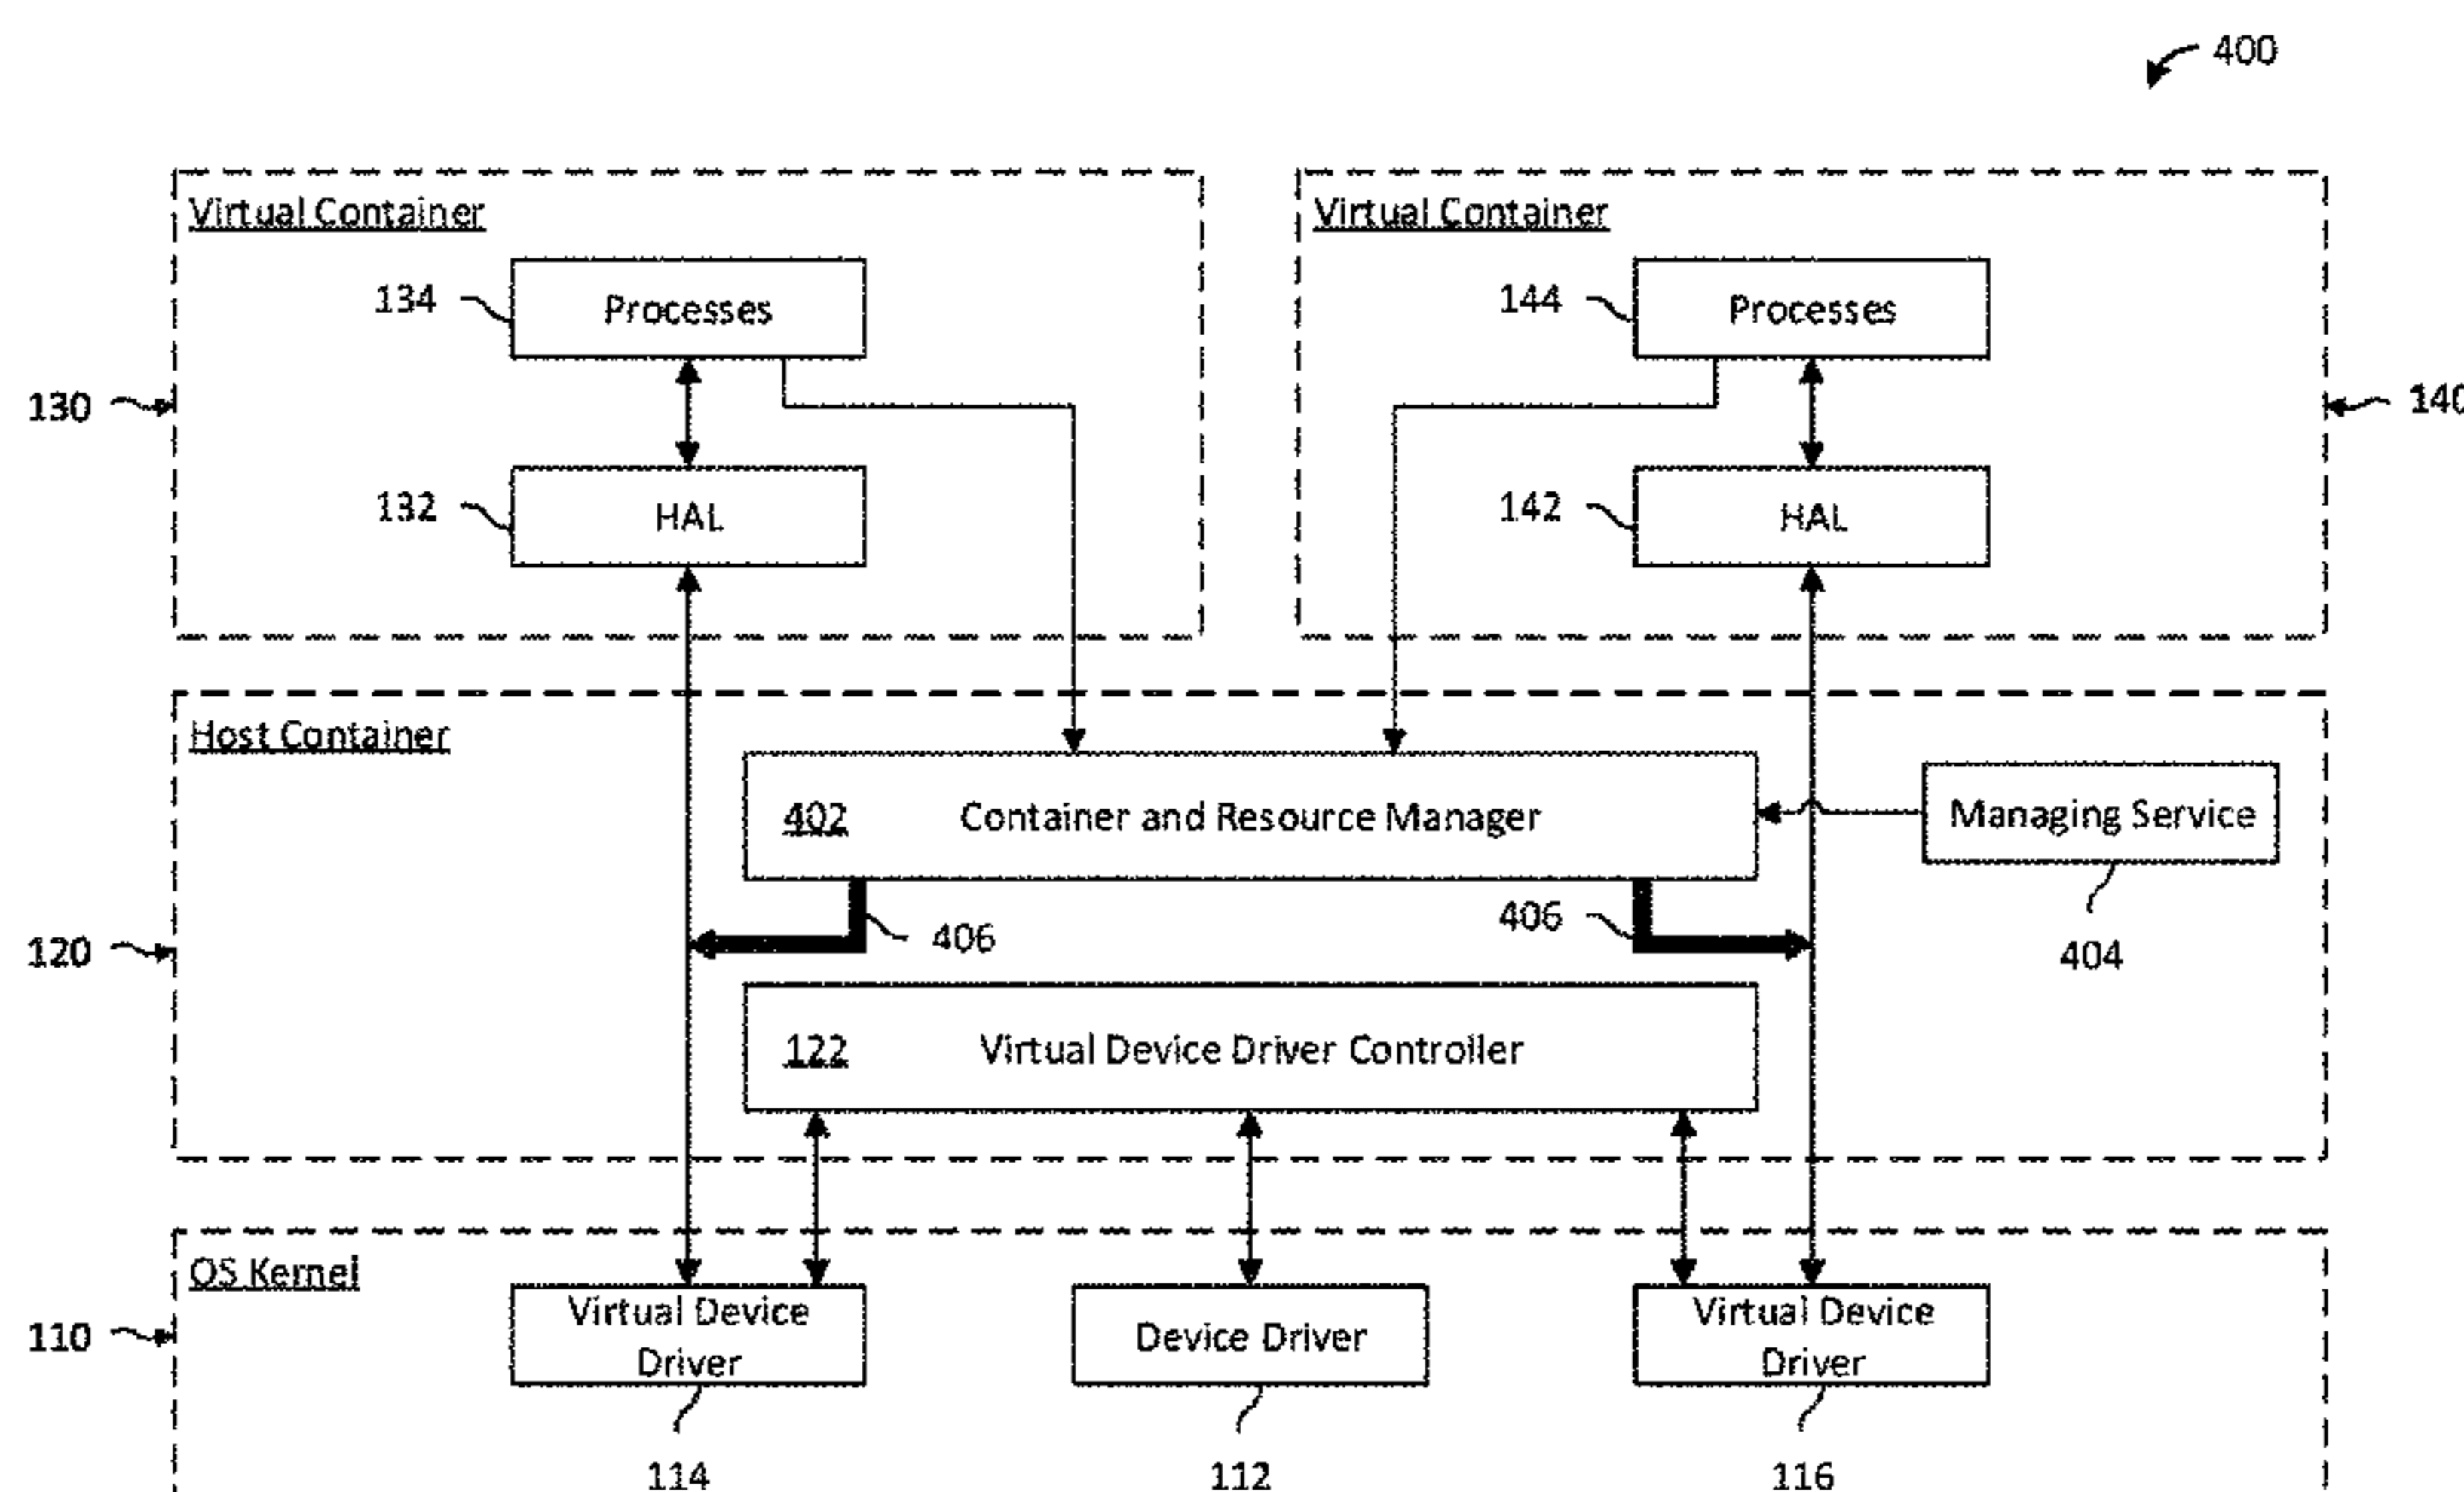 400
Virtual Container
Virtual Container
134
Processes
144
Processes
130
140
132
HAL
142
HAL
Host Container
402
Container and Resource Manager
Managing Service
406
406
404
120
122
Virtual Device Driver Controller
OS Kernel
110
Virtual Device
Driver
Device Driver
Virtual Device
Driver
114
112
116